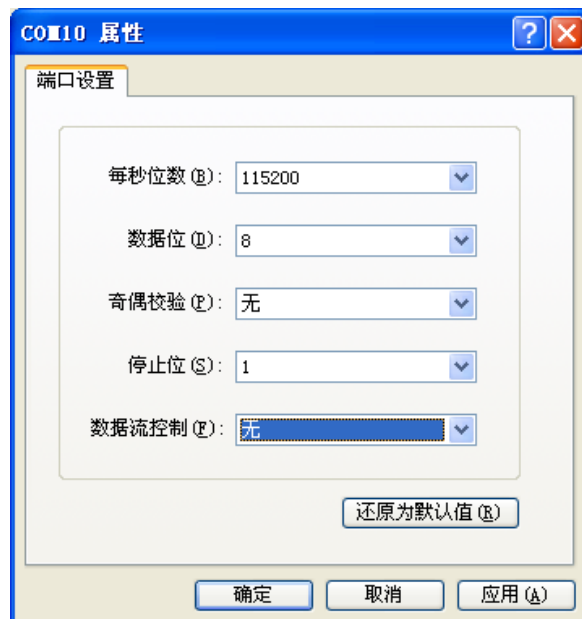 COM10 属性
端口设置
每秒位数(B): 115200
数据位(D): 8
奇偶校验(P): 无
停止位(S): 1
数据流控制(F): 无
还原为默认值(R)
确定 取消 应用(A)